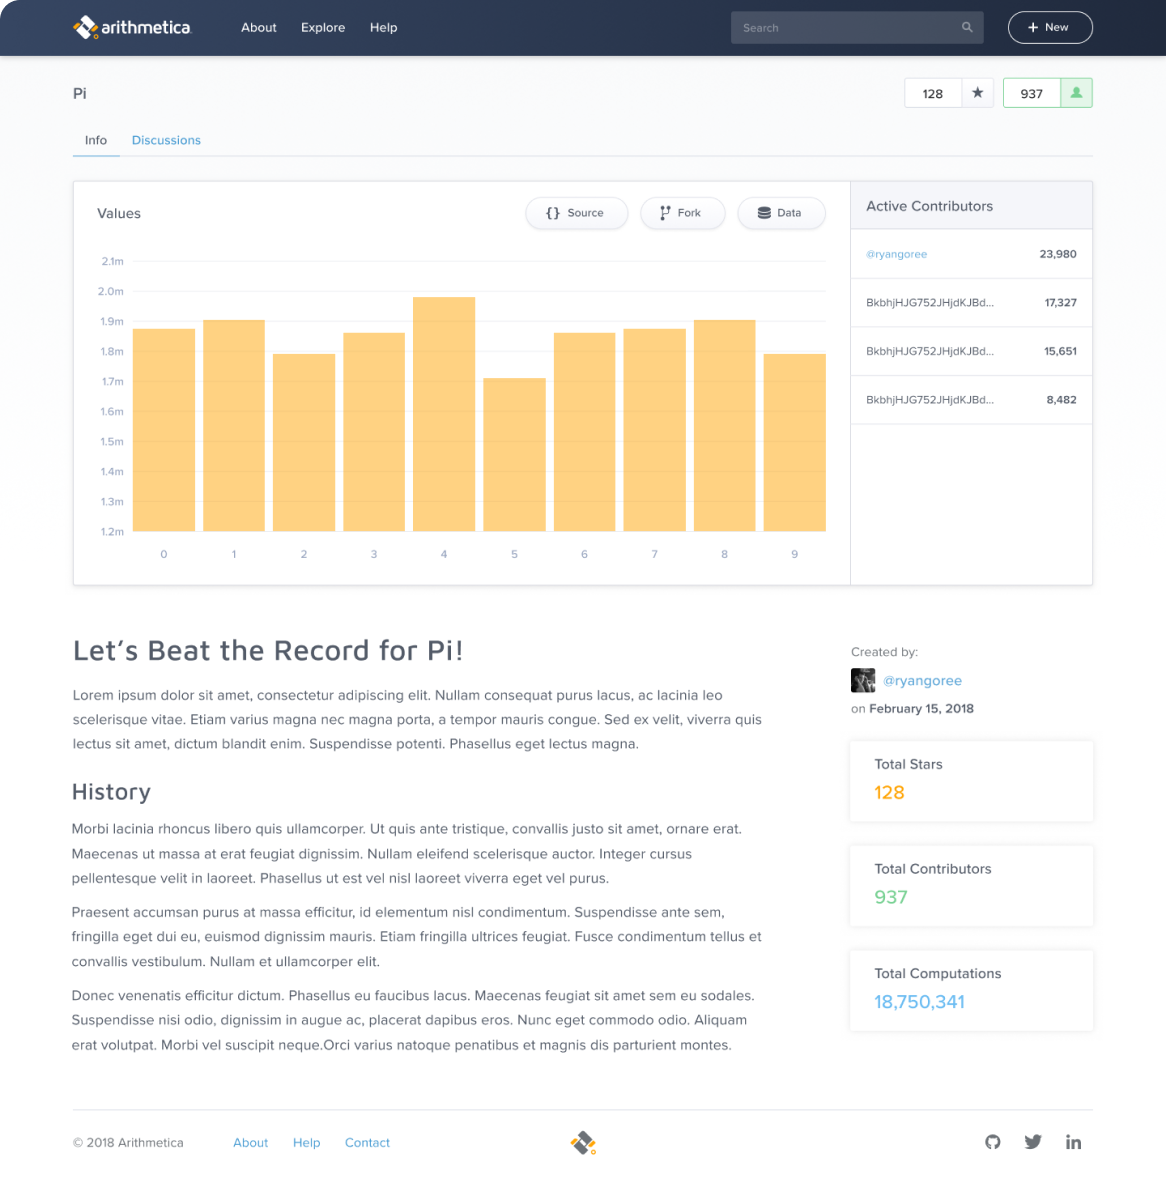 arithmetica
About Explore Help
Search
+ New
Pi
128
937
Info Discussions
Values
{} Source
Fork
Data
2.1m
2.0m
1.9m
1.8m
1.7m
1.6m
1.5m
1.4m
1.3m
1.2m
0 1 2 3 4 5 6 7 8 9
Active Contributors
@ryangoree 23,980
BkbhjHJG752JHjdKJBd... 17,327
BkbhjHJG752JHjdKJBd... 15,651
BkbhjHJG752JHjdKJBd... 8,482
Let’s Beat the Record for Pi!
Lorem ipsum dolor sit amet, consectetur adipiscing elit. Nullam consequat purus lacus, ac lacinia leo
scelerisque vitae. Etiam varius magna nec magna porta, a tempor mauris congue. Sed ex velit, viverra quis
lectus sit amet, dictum blandit enim. Suspendisse potenti. Phasellus eget lectus magna.
History
Morbi lacinia rhoncus libero quis ullamcorper. Ut quis ante tristique, convallis justo sit amet, ornare erat.
Maecenas ut massa at erat feugiat dignissim. Nullam eleifend scelerisque auctor. Integer cursus
pellentesque velit in laoreet. Phasellus ut est vel nisl laoreet viverra eget vel purus.
Praesent accumsan purus at massa efficitur, id elementum nisl condimentum. Suspendisse ante sem,
fringilla eget dui eu, euismod dignissim mauris. Etiam fringilla ultrices feugiat. Fusce condimentum tellus et
convallis vestibulum. Nullam et ullamcorper elit.
Donec venenatis efficitur dictum. Phasellus eu faucibus lacus. Maecenas feugiat sit amet sem eu sodales.
Suspendisse nisi odio, dignissim in augue ac, placerat dapibus eros. Nunc eget commodo odio. Aliquam
erat volutpat. Morbi vel suscipit neque.Orci varius natoque penatibus et magnis dis parturient montes.
Created by:
@ryangoree
on February 15, 2018
Total Stars
128
Total Contributors
937
Total Computations
18,750,341
© 2018 Arithmetica About Help Contact
in